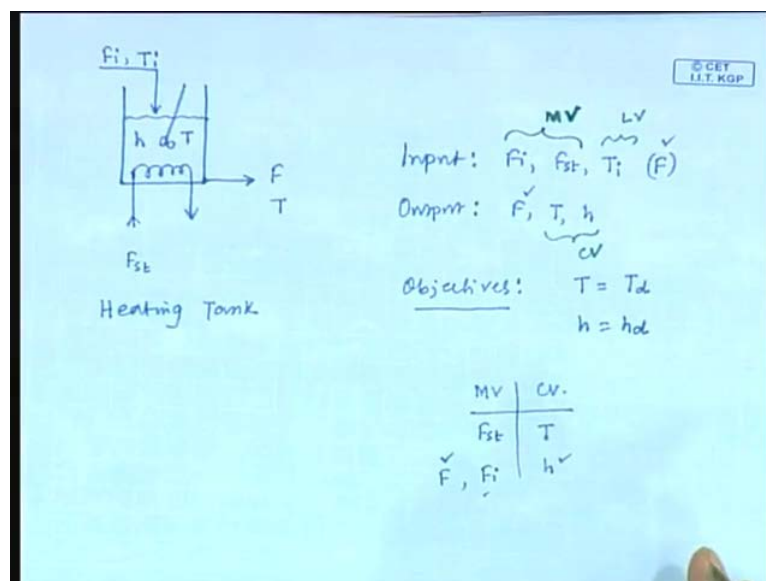 Fi, Ti
h T
F
T
Fst
Heating Tank
© CET
I.I.T. KGP
MV LV
Input: Fi, Fst, Ti (F)
Output: F, T, h
CV
Objectives: T = Td
h = hd
MV CV.
Fst T
F, Fi h